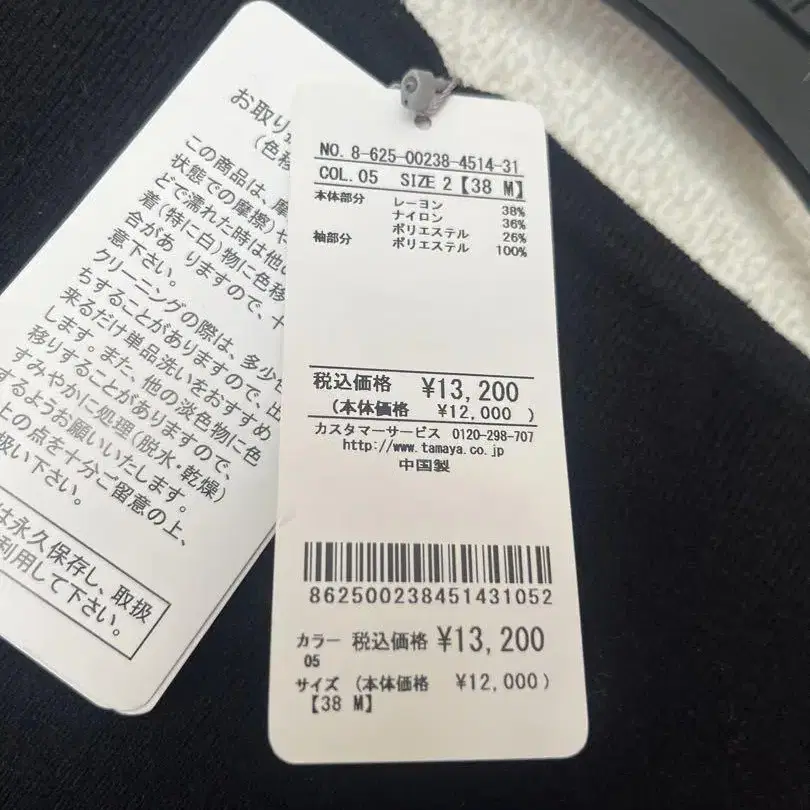 お取り
(色移
この商品は、摩
状態での摩擦)や
どで濡れた時は他の
着(特に白)物に色移
合があ りますので、十
意下さい。
クリーニングの際は、多少色
ちすることがありますので、出
来るだけ単品洗いをおすすめ
します。また、他の淡色物に色
移りすることがありますので、
すみやかに処理(脱水・乾燥)
するようお願いいたします。
上の点を十分ご留意の上、
扱い下さい。
は永久保存し、取扱
利用して下さい。
NO. 8-625-00238-4514-31
COL. 05 SIZE 2【38 M】
本体部分 レーヨン 38%
ナイロン 36%
ポリエステル 26%
袖部分 ポリエステル 100%
税込価格 ¥13,200
(本体価格 ¥12,000 )
カスタマーサービス 0120-298-707
http://www.tamaya.co.jp
中国製
862500238451431052
カラー 税込価格 ¥13,200
05
サイズ (本体価格 ¥12,000)
【38 M】